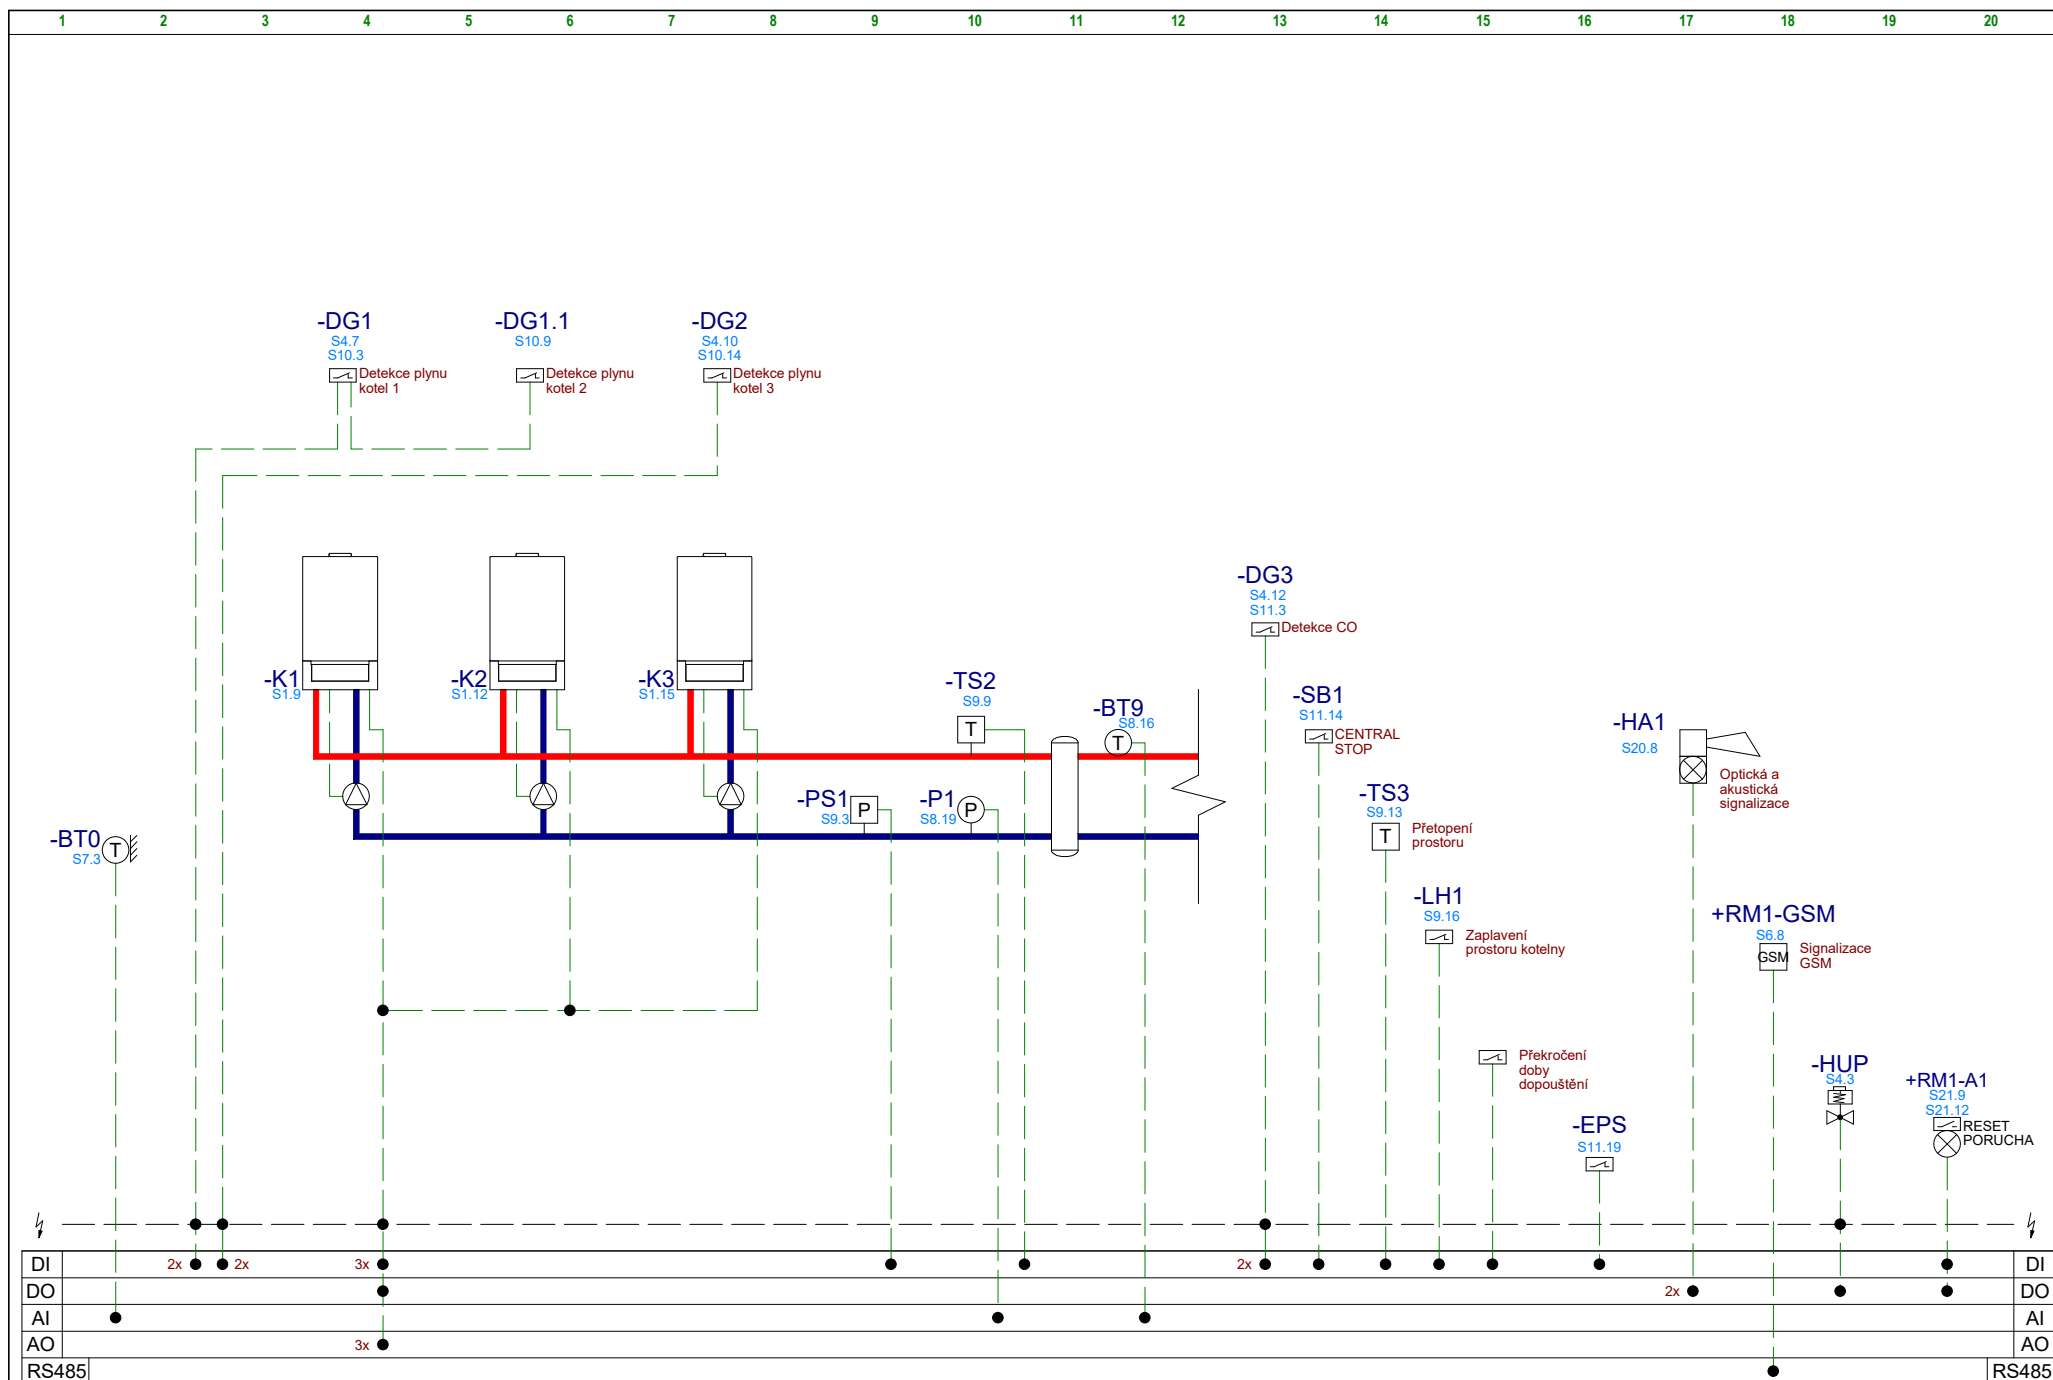 1 2 3 4 5 6 7 8 9 10 11 12 13 14 15 16 17 18 19 20
-DG1
S4.7
S10.3
Detekce plynu
kotel 1
-DG1.1
S10.9
Detekce plynu
kotel 2
-DG2
S4.10
S10.14
Detekce plynu
kotel 3
-K1
S1.9
-K2
S1.12
-K3
S1.15
-TS2
S9.9
T
-BT9
S8.16
T
-PS1
S9.3
P
-P1
S8.19
P
-BT0
S7.3
T
-DG3
S4.12
S11.3
Detekce CO
-SB1
S11.14
CENTRAL
STOP
-TS3
S9.13
T
Přetopení
prostoru
-LH1
S9.16
Zaplavení
prostoru kotelny
Překročení
doby
dopouštění
-EPS
S11.19
-HA1
S20.8
Optická a
akustická
signalizace
+RM1-GSM
S6.8
GSM
Signalizace
GSM
-HUP
S4.3
+RM1-A1
S21.9
S21.12
RESET
PORUCHA
DI 2x 2x 3x 2x DI
DO 2x DO
AI AI
AO 3x AO
RS485 RS485